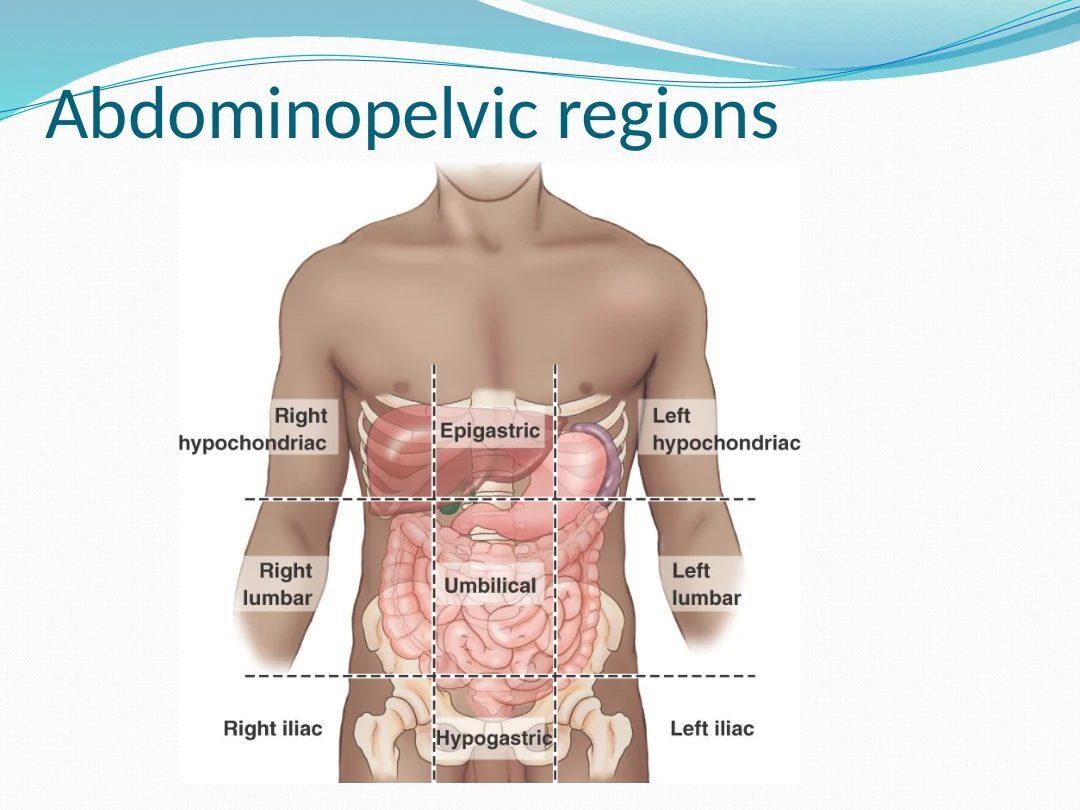 Abdominopelvic regions
Right
hypochondriac
Epigastric
Left
hypochondriac
Right
lumbar
Umbilical
Left
lumbar
Right iliac
Hypogastric
Left iliac